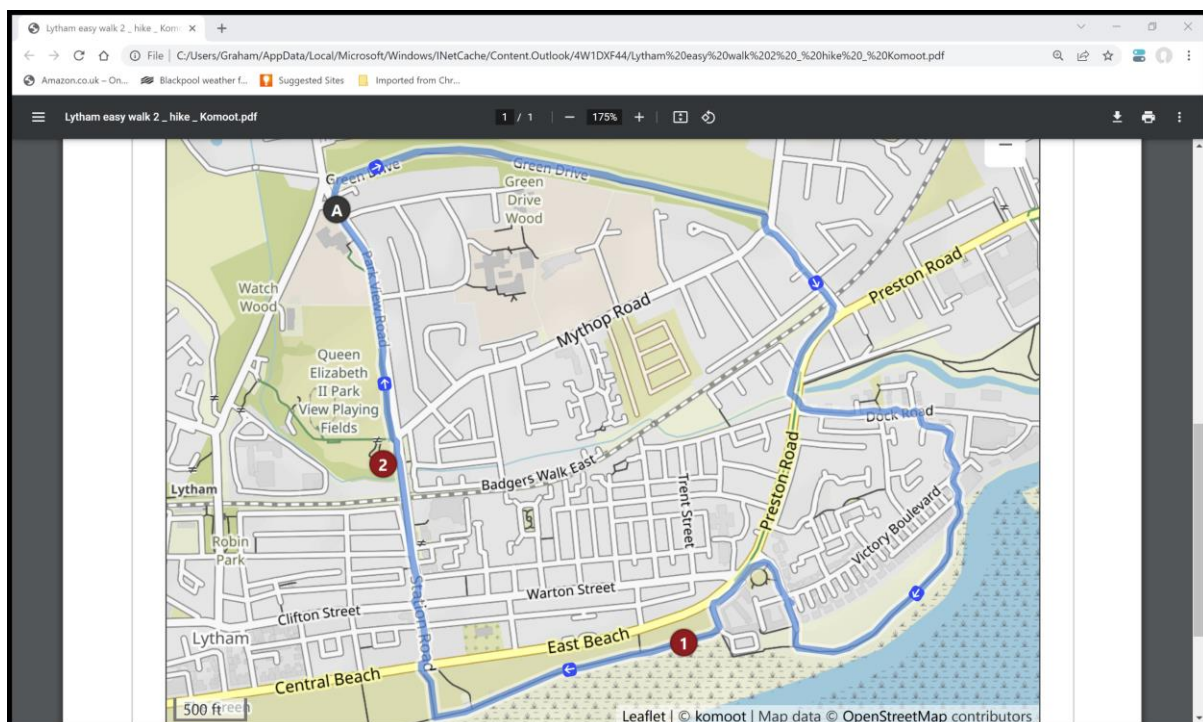 Lytham easy walk 2 _ hike _ Kom
File | C:/Users/Graham/AppData/Local/Microsoft/Windows/INetCache/Content.Outlook/4W1DXF44/Lytham%20easy%20walk%202%20_%20hike%20_%20Komoot.pdf
Amazon.co.uk – On... Blackpool weather f... Suggested Sites Imported from Chr...
Lytham easy walk 2 _ hike _ Komoot.pdf 1 / 1 175%
Green Drive
Green Drive
Green
Drive
Wood
A
Park View Road
Preston Road
Watch
Wood
Mythop Road
Queen
Elizabeth
II Park
View Playing
Fields
Dock Road
2
Badgers Walk East
Preston Road
Trent Street
Lytham
Victory Boulevard
Robin
Park
Station Road
Warton Street
Clifton Street
Lytham
East Beach
1
Central Beach
500 ft
Green
Leaflet | © komoot | Map data © OpenStreetMap contributors